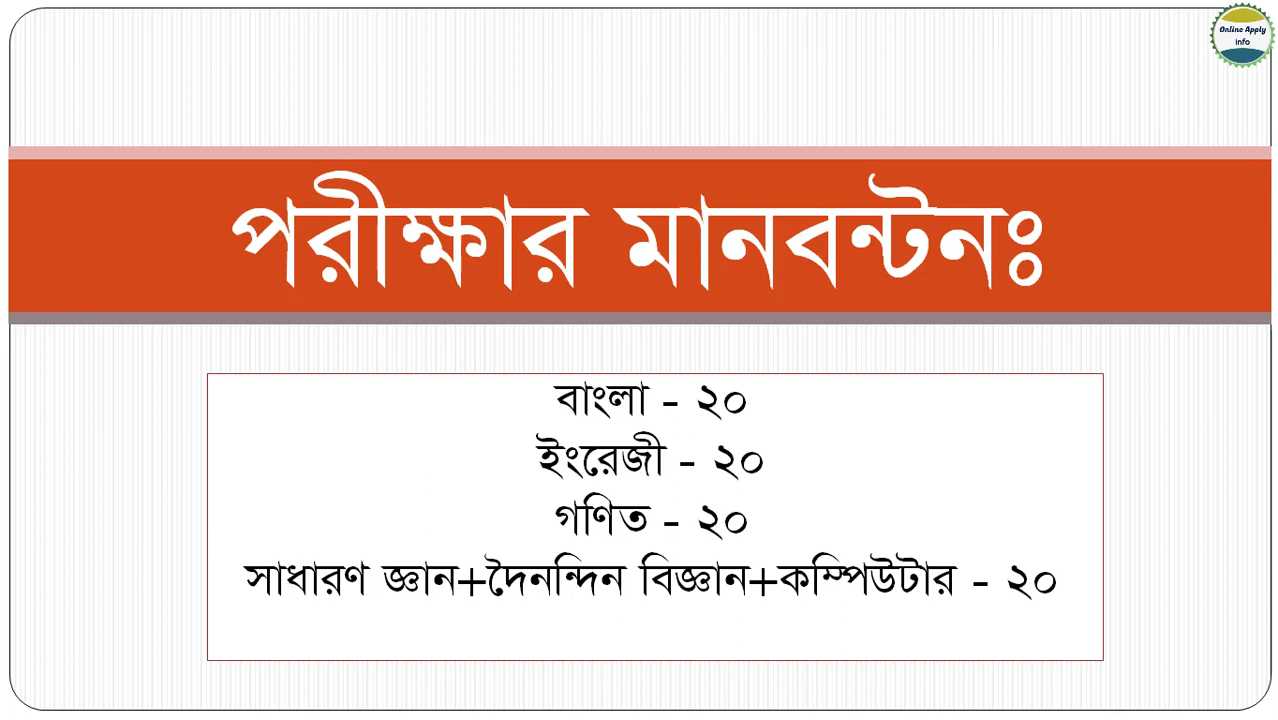 Online Apply
info
পরীক্ষার মানবন্টনঃ
বাংলা - ২০
ইংরেজী - ২০
গণিত - ২০
সাধারণ জ্ঞান+দৈনন্দিন বিজ্ঞান+কম্পিউটার - ২০